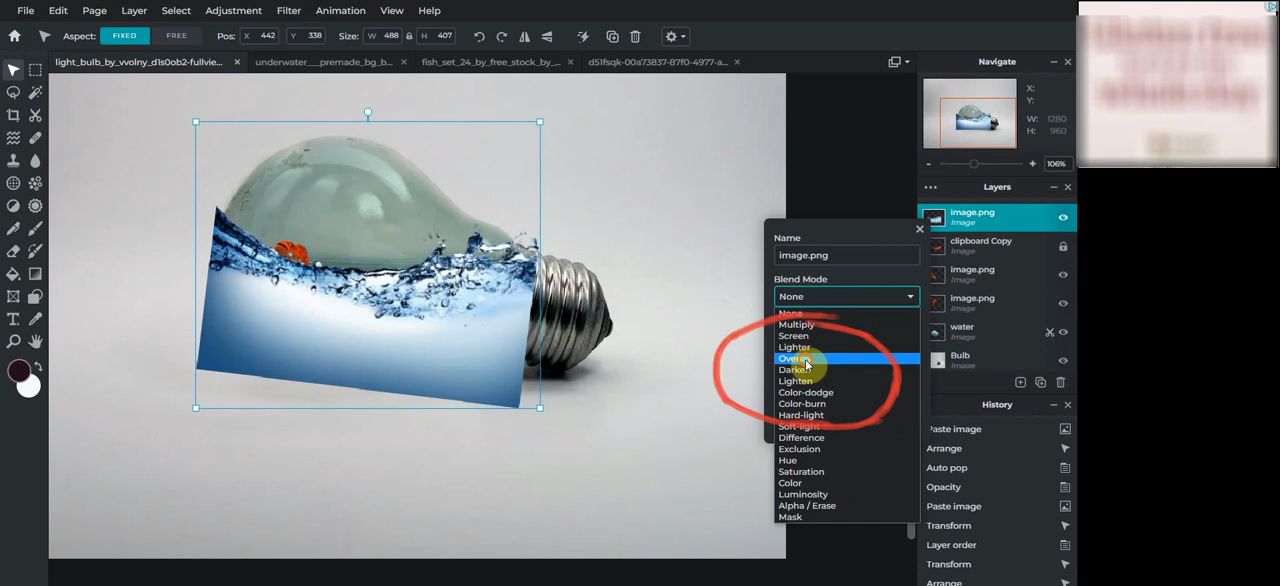 File Edit Page Layer Select Adjustment Filter Animation View Help
Aspect: FIXED FREE Pos: X 442 Y 338 Size: W 488 H 407
light_bulb_by_vvolny_d1s0ob2-fullvie... underwater___premade_bg_b... fish_set_24_by_free_stock_by_... d51fsqk-00a73837-87f0-4977-a...
Navigate
X:
Y:
W: 1280
H: 960
- + 106%
Layers
image.png
Image
clipboard Copy
Image
image.png
Image
image.png
Image
water
Image
Bulb
Image
History
Paste image
Arrange
Auto pop
Opacity
Paste image
Transform
Layer order
Transform
Arrange
Name
image.png
Blend Mode
None
None
Multiply
Screen
Lighter
Overlay
Darken
Lighten
Color-dodge
Color-burn
Hard-light
Soft-light
Difference
Exclusion
Hue
Saturation
Color
Luminosity
Alpha / Erase
Mask